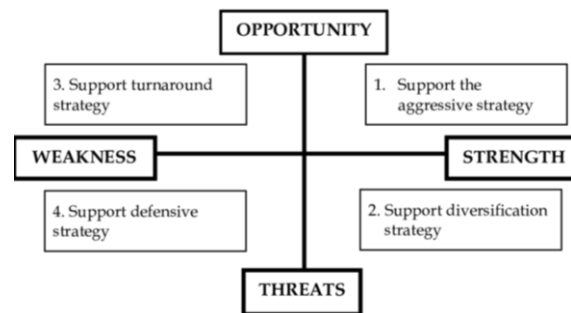 OPPORTUNITY
3. Support turnaround
strategy
1. Support the
aggressive strategy
WEAKNESS
STRENGTH
4. Support defensive
strategy
2. Support diversification
strategy
THREATS